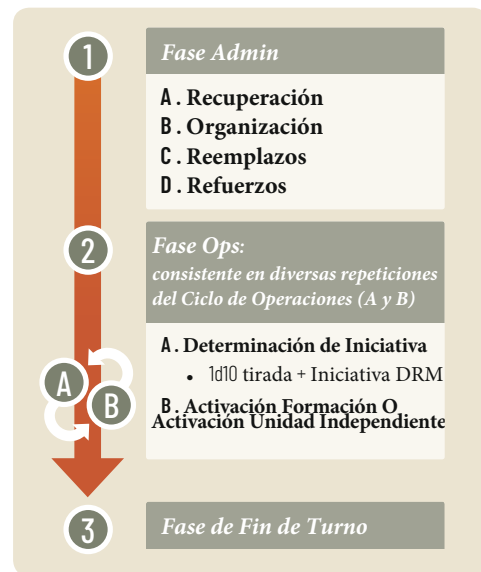 1
Fase Admin
A. Recuperación
B. Organización
C. Reemplazos
D. Refuerzos
2
Fase Ops:
consistente en diversas repeticiones
del Ciclo de Operaciones (A y B)
A. Determinación de Iniciativa
• 1d10 tirada + Iniciativa DRM
A
B
B. Activación Formación O
Activación Unidad Independiente
3
Fase de Fin de Turno